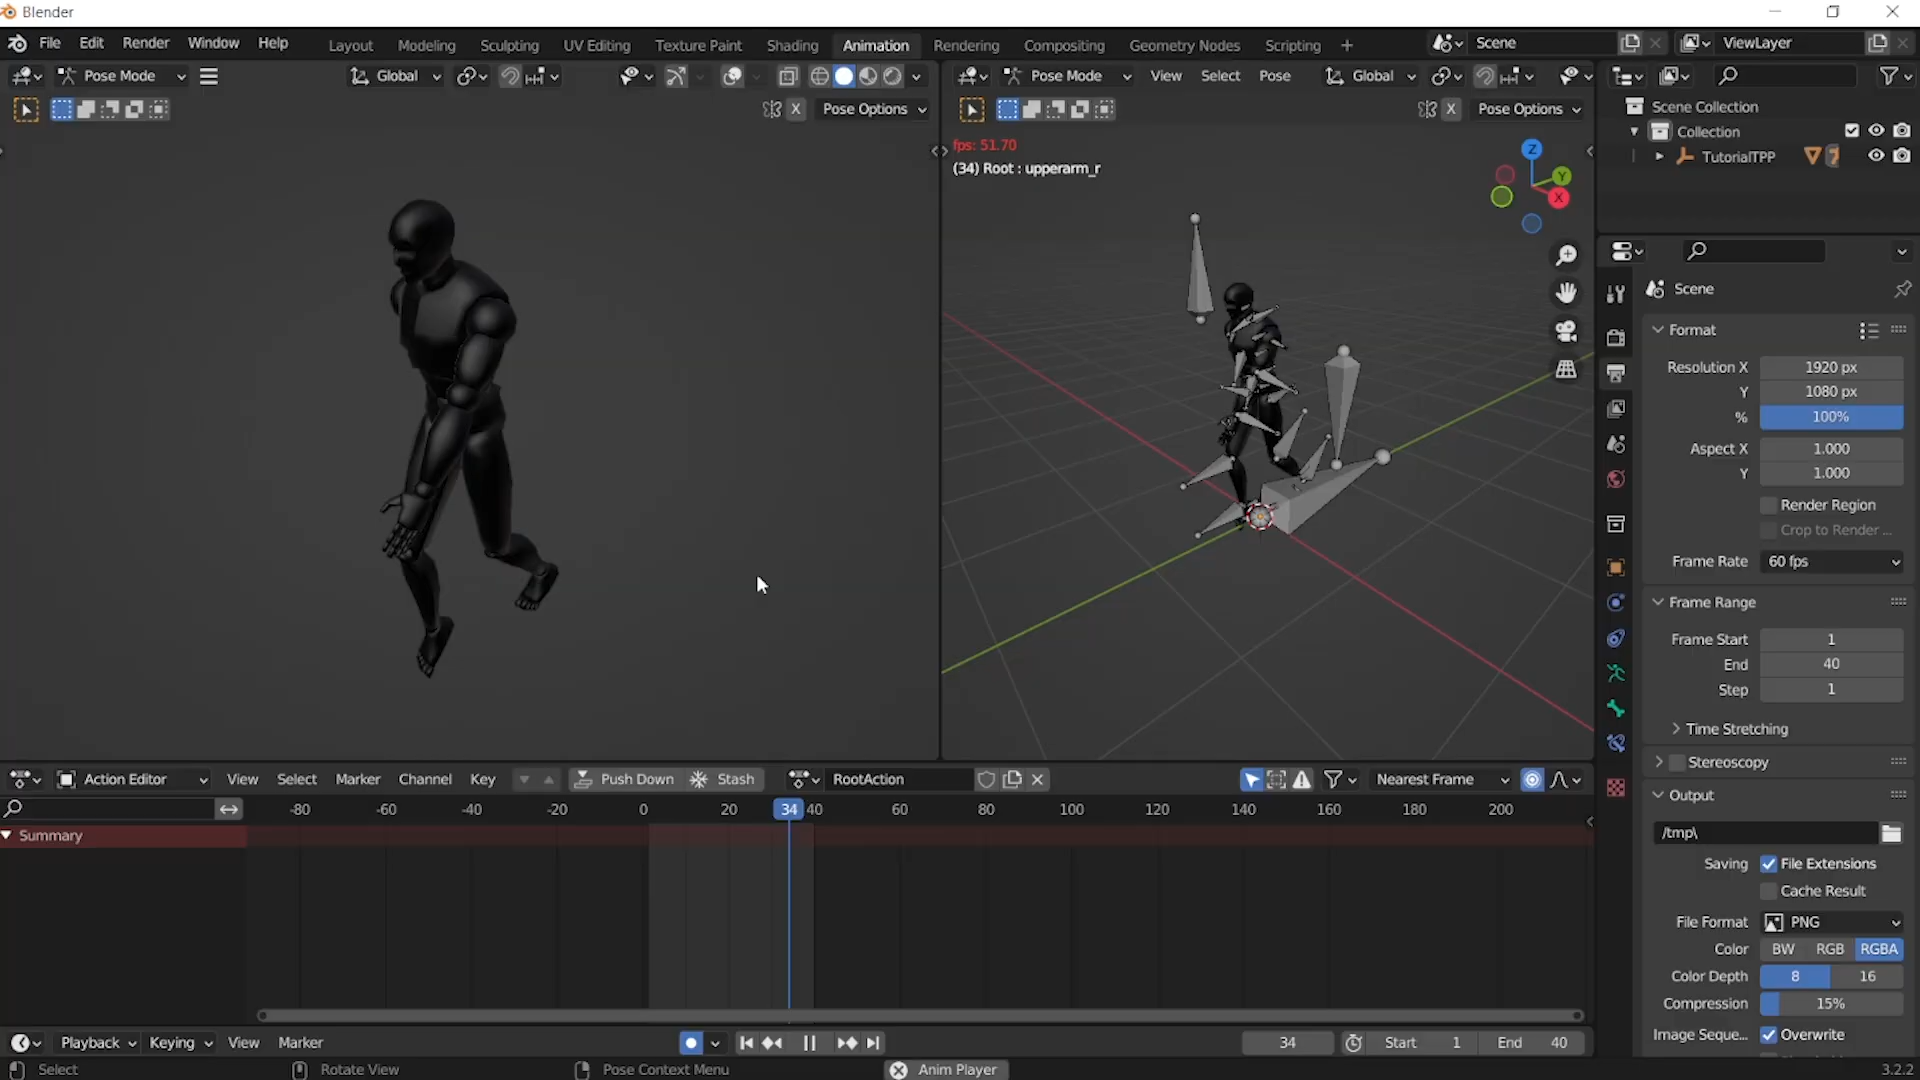 Blender
File Edit Render Window Help Layout Modeling Sculpting UV Editing Texture Paint Shading Animation Rendering Compositing Geometry Nodes Scripting + Scene ViewLayer
Pose Mode Global Pose Mode View Select Pose Global
X Pose Options X Pose Options
Scene Collection
Collection
TutorialTPP
fps: 51.70
(34) Root : upperarm_r
Z
Y
X
Scene
Format
Resolution X 1920 px
Y 1080 px
% 100%
Aspect X 1.000
Y 1.000
Render Region
Crop to Render ...
Frame Rate 60 fps
Frame Range
Frame Start 1
End 40
Step 1
Time Stretching
Stereoscopy
Output
/tmp\
Saving File Extensions
Cache Result
File Format PNG
Color BW RGB RGBA
Color Depth 8 16
Compression 15%
Image Seque... Overwrite
Action Editor View Select Marker Channel Key Push Down Stash RootAction Nearest Frame
-80 -60 -40 -20 0 20 34 40 60 80 100 120 140 160 180 200
Summary
Playback Keying View Marker 34 Start 1 End 40
Select Rotate View Pose Context Menu Anim Player 3.2.2